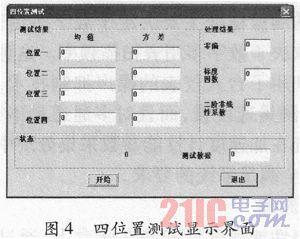 四位置测试
测试结果
处理结果
均 值
方 差
位置一
0
0
零偏
0
位置二
0
0
标度
因数
0
位置三
0
0
二阶非线
性系数
0
位置四
0
0
状态
0
测试数据
0
开始
退出
21IC电子网
.com
图4 四位置测试显示界面